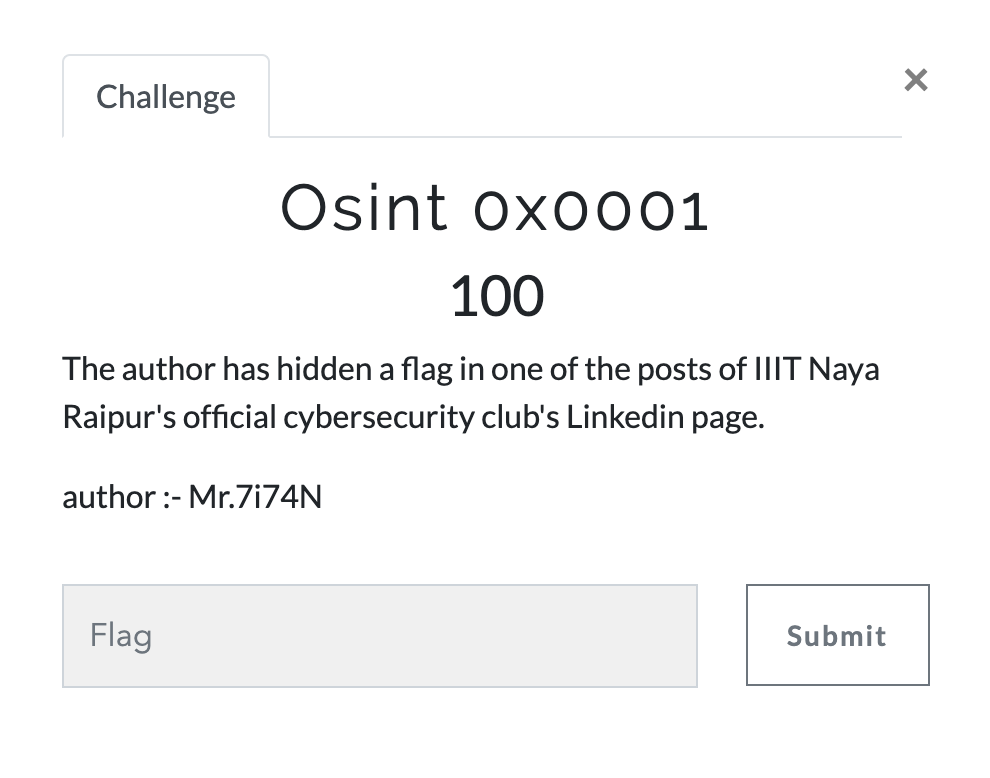 Challenge
×
Osint 0x0001
100
The author has hidden a flag in one of the posts of IIIT Naya
Raipur's official cybersecurity club's Linkedin page.
author :- Mr.7i74N
Flag
Submit